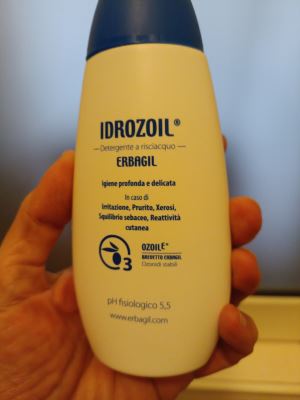 IDROZOIL®
Detergente a risciacquo
ERBAGIL
Igiene profonda e delicata
In caso di
Irritazione, Prurito, Xerosi,
Squilibrio sebaceo, Reattività
cutanea
3
OZOILE®
BREVETTO ERBAGIL
Ozonidi stabili
pH fisiologico 5,5
www.erbagil.com